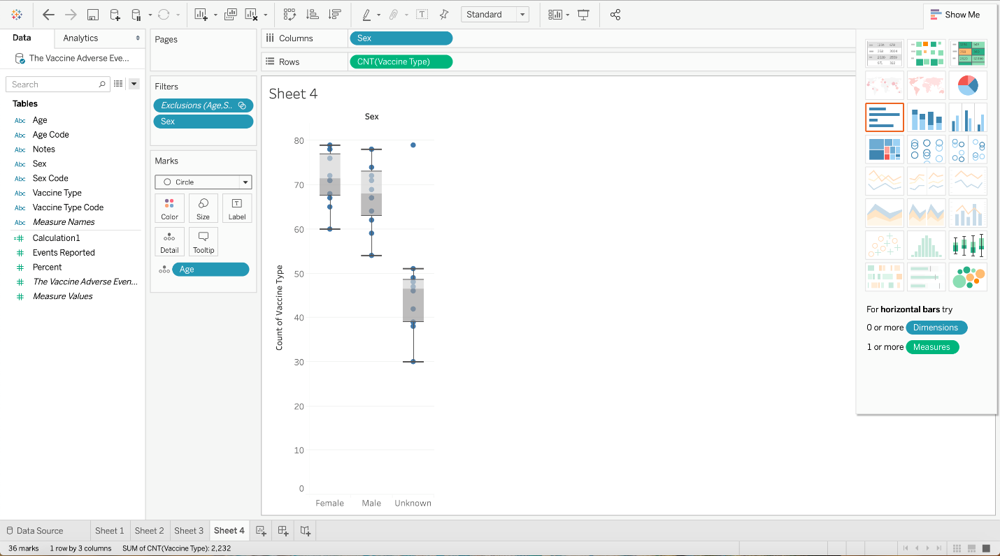 Standard
Show Me
Data
Analytics
The Vaccine Adverse Eve...
Search
Tables
Abc Age
Abc Age Code
Abc Notes
Abc Sex
Abc Sex Code
Abc Vaccine Type
Abc Vaccine Type Code
Abc Measure Names
=# Calculation1
# Events Reported
# Percent
# The Vaccine Adverse Even...
# Measure Values
Pages
Filters
Exclusions (Age,S..
Sex
Marks
Circle
Color
Size
Label
Detail
Tooltip
Age
Columns
Sex
Rows
CNT(Vaccine Type)
Sheet 4
Sex
Count of Vaccine Type
80
70
60
50
40
30
20
10
0
Female
Male
Unknown
For horizontal bars try
0 or more Dimensions
1 or more Measures
Data Source
Sheet 1
Sheet 2
Sheet 3
Sheet 4
36 marks
1 row by 3 columns
SUM of CNT(Vaccine Type): 2,232